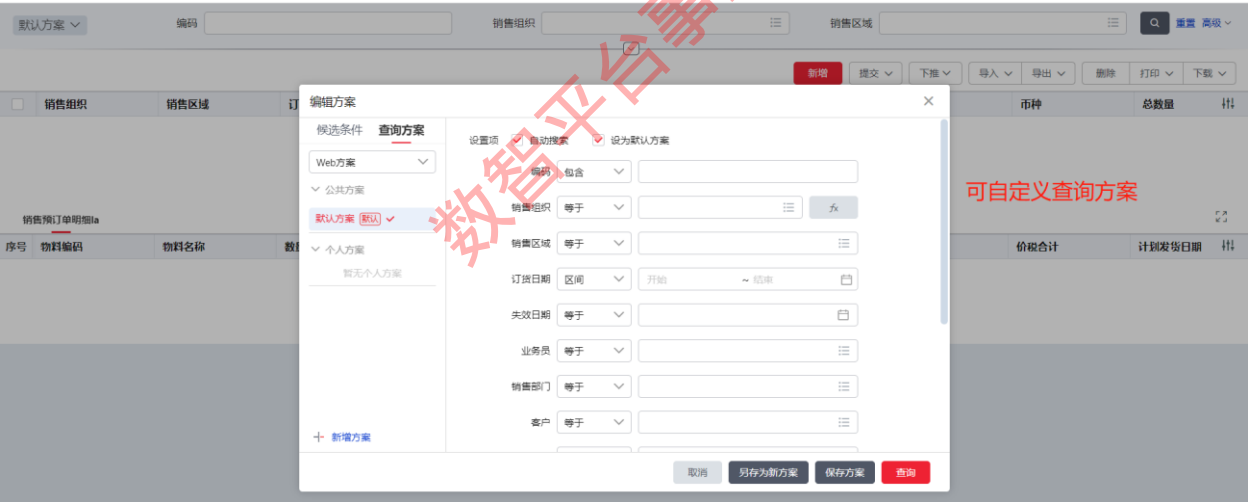 默认方案 编码 销售组织 销售区域 重置 高级
新增 提交 下推 导入 导出 删除 打印 下载
销售组织 销售区域 订 币种 总数量
编辑方案
候选条件 查询方案
设置项 自动搜索 设为默认方案
Web方案
编码 包含
公共方案
可自定义查询方案
默认方案 默认
销售组织 等于 fx
销售预订单明细la
序号 物料编码 物料名称 数 价税合计 计划发货日期
个人方案
销售区域 等于
暂无个人方案
订货日期 区间 开始 ~ 结束
失效日期 等于
业务员 等于
销售部门 等于
客户 等于
新增方案
取消 另存为新方案 保存方案 查询
数智平台事